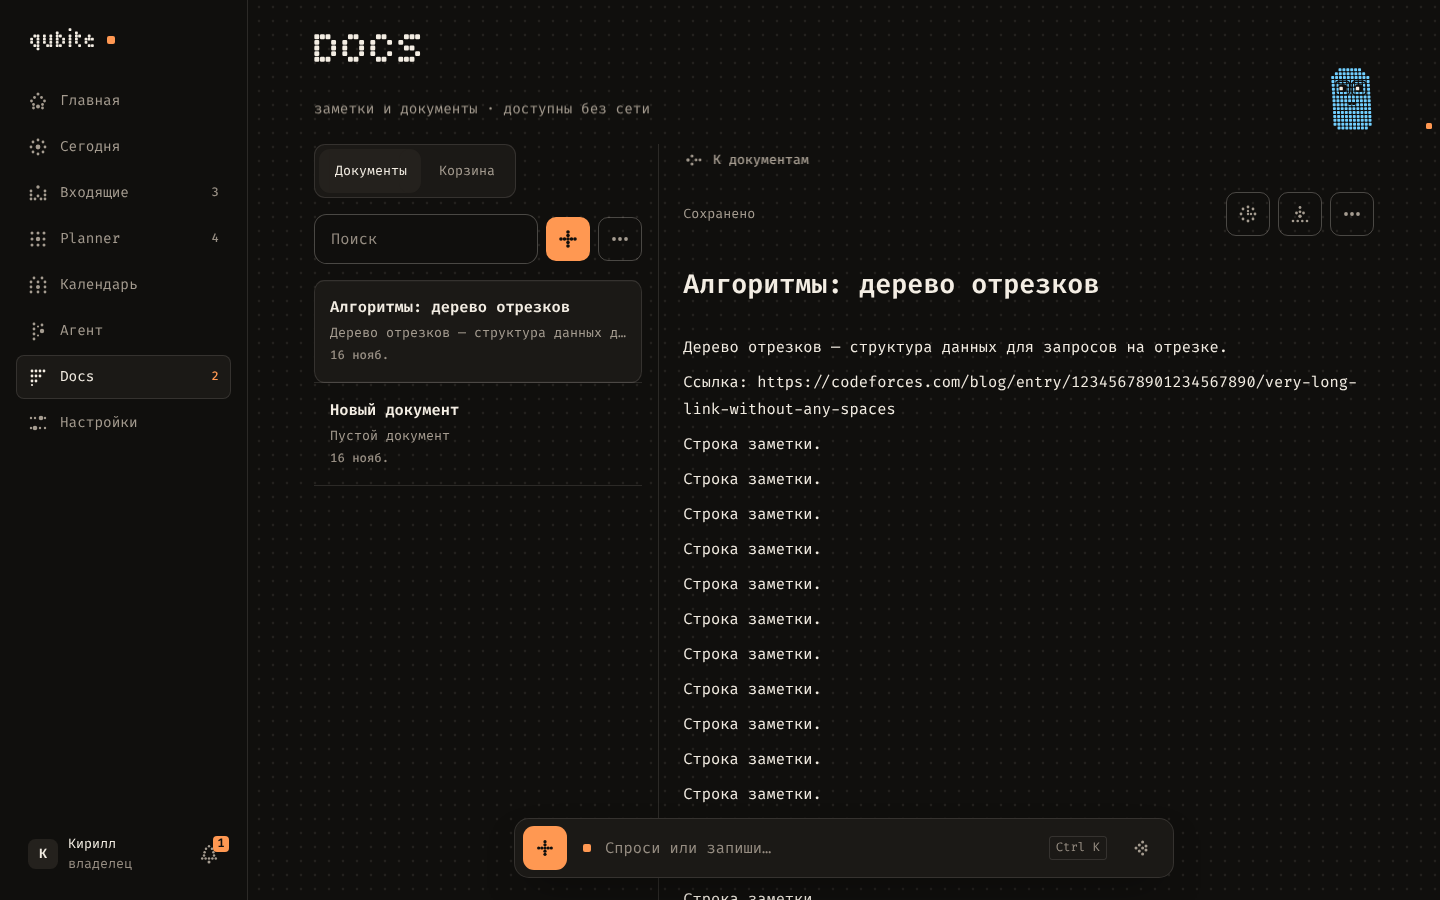 qubite
Главная
Сегодня
Входящие 3
Planner 4
Календарь
Агент
Docs 2
Настройки
К
Кирилл
владелец
1
DOCS
заметки и документы · доступны без сети
Документы
Корзина
Поиск
Алгоритмы: дерево отрезков
Дерево отрезков — структура данных д…
16 нояб.
Новый документ
Пустой документ
16 нояб.
К документам
Сохранено
Алгоритмы: дерево отрезков
Дерево отрезков — структура данных для запросов на отрезке.
Ссылка: https://codeforces.com/blog/entry/12345678901234567890/very-long-
link-without-any-spaces
Строка заметки.
Строка заметки.
Строка заметки.
Строка заметки.
Строка заметки.
Строка заметки.
Строка заметки.
Строка заметки.
Строка заметки.
Строка заметки.
Строка заметки.
Спроси или запиши…
Ctrl K
Строка заметки.